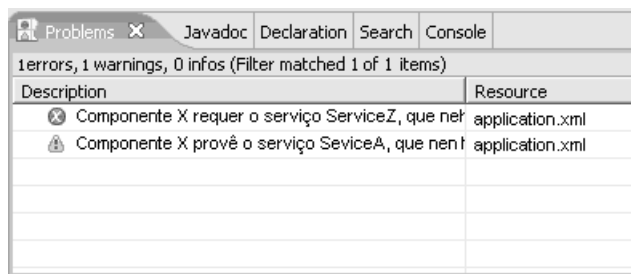 Problems Javadoc Declaration Search Console
1errors, 1 warnings, 0 infos (Filter matched 1 of 1 items)
Description Resource
Componente X requer o serviço ServiceZ, que neh application.xml
Componente X provê o serviço SeviceA, que nen h application.xml